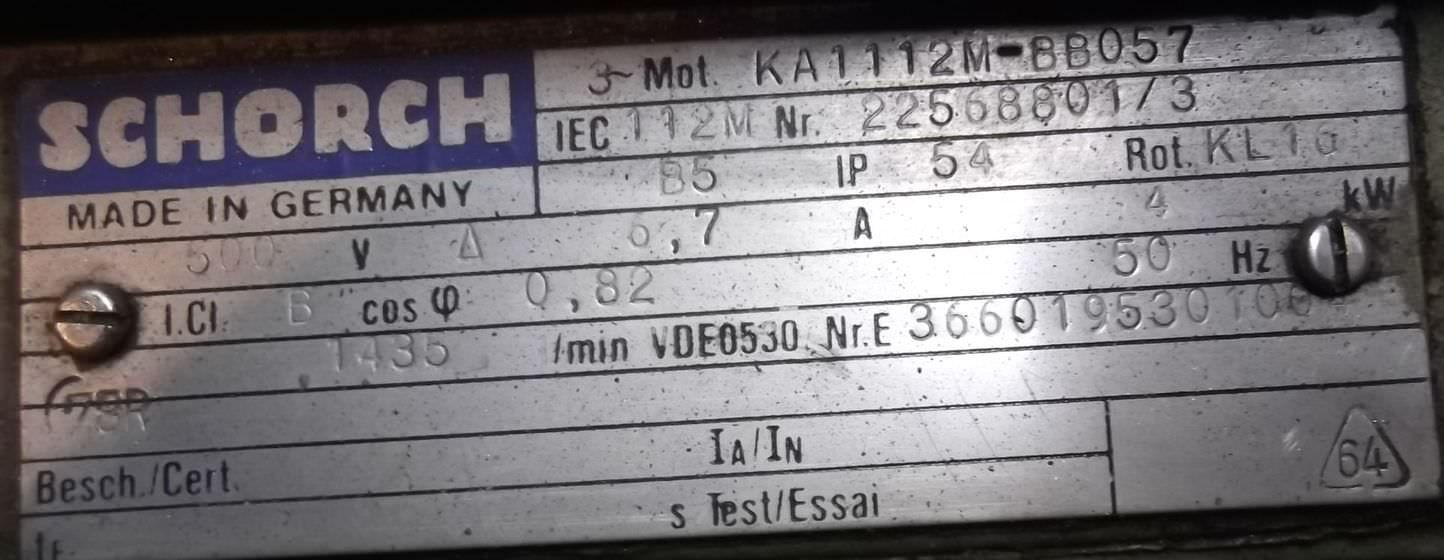 SCHORCH
MADE IN GERMANY
3~ Mot. KA1112M-BB057
IEC 112M Nr. 22568801/3
B5 IP 54 Rot. KL16
500 V Δ 6,7 A 4 kW
I.Cl. B cos φ 0,82 50 Hz
1435 /min VDE0530 Nr.E 3660195301
Besch./Cert. IA/IN
s Test/Essai
64